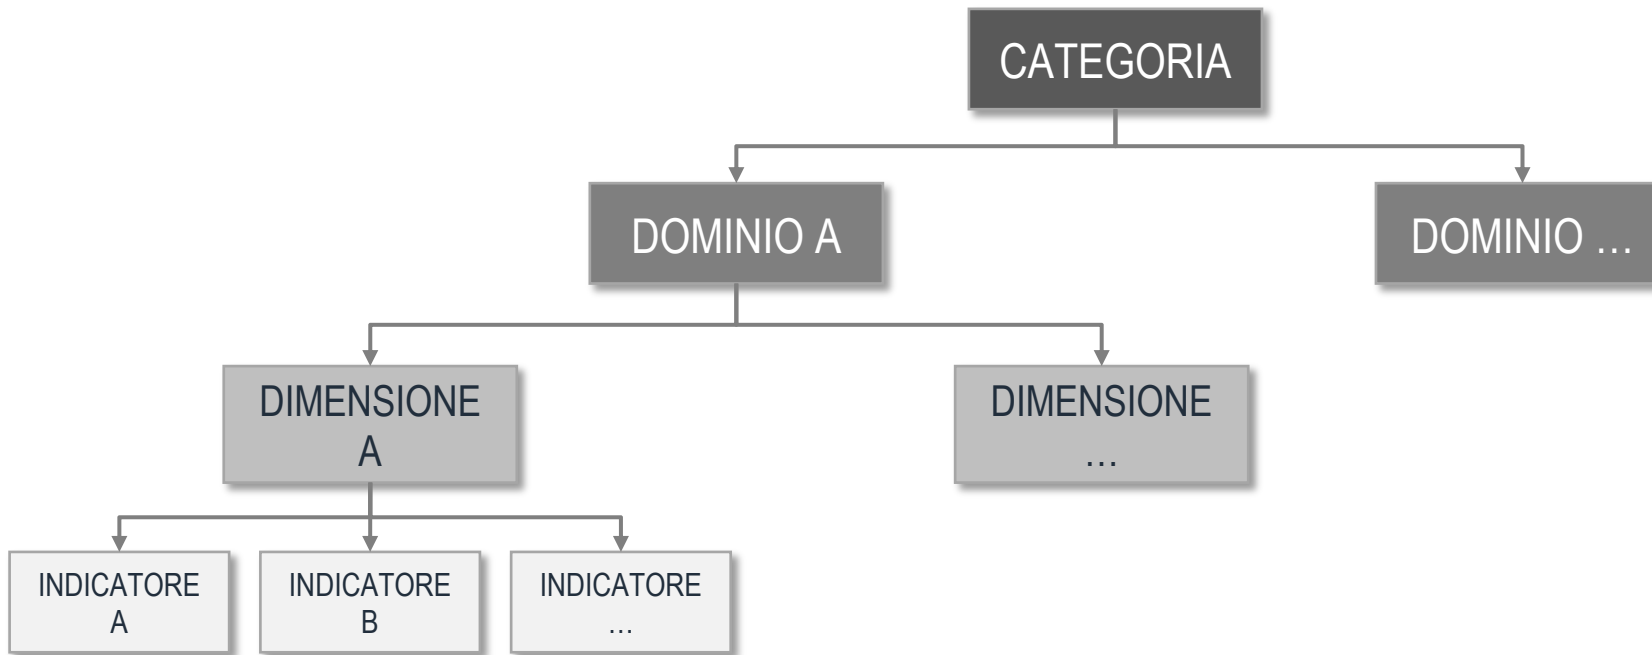 CATEGORIA
DOMINIO A
DOMINIO …
DIMENSIONE
A
DIMENSIONE
…
INDICATORE
A
INDICATORE
B
INDICATORE
…